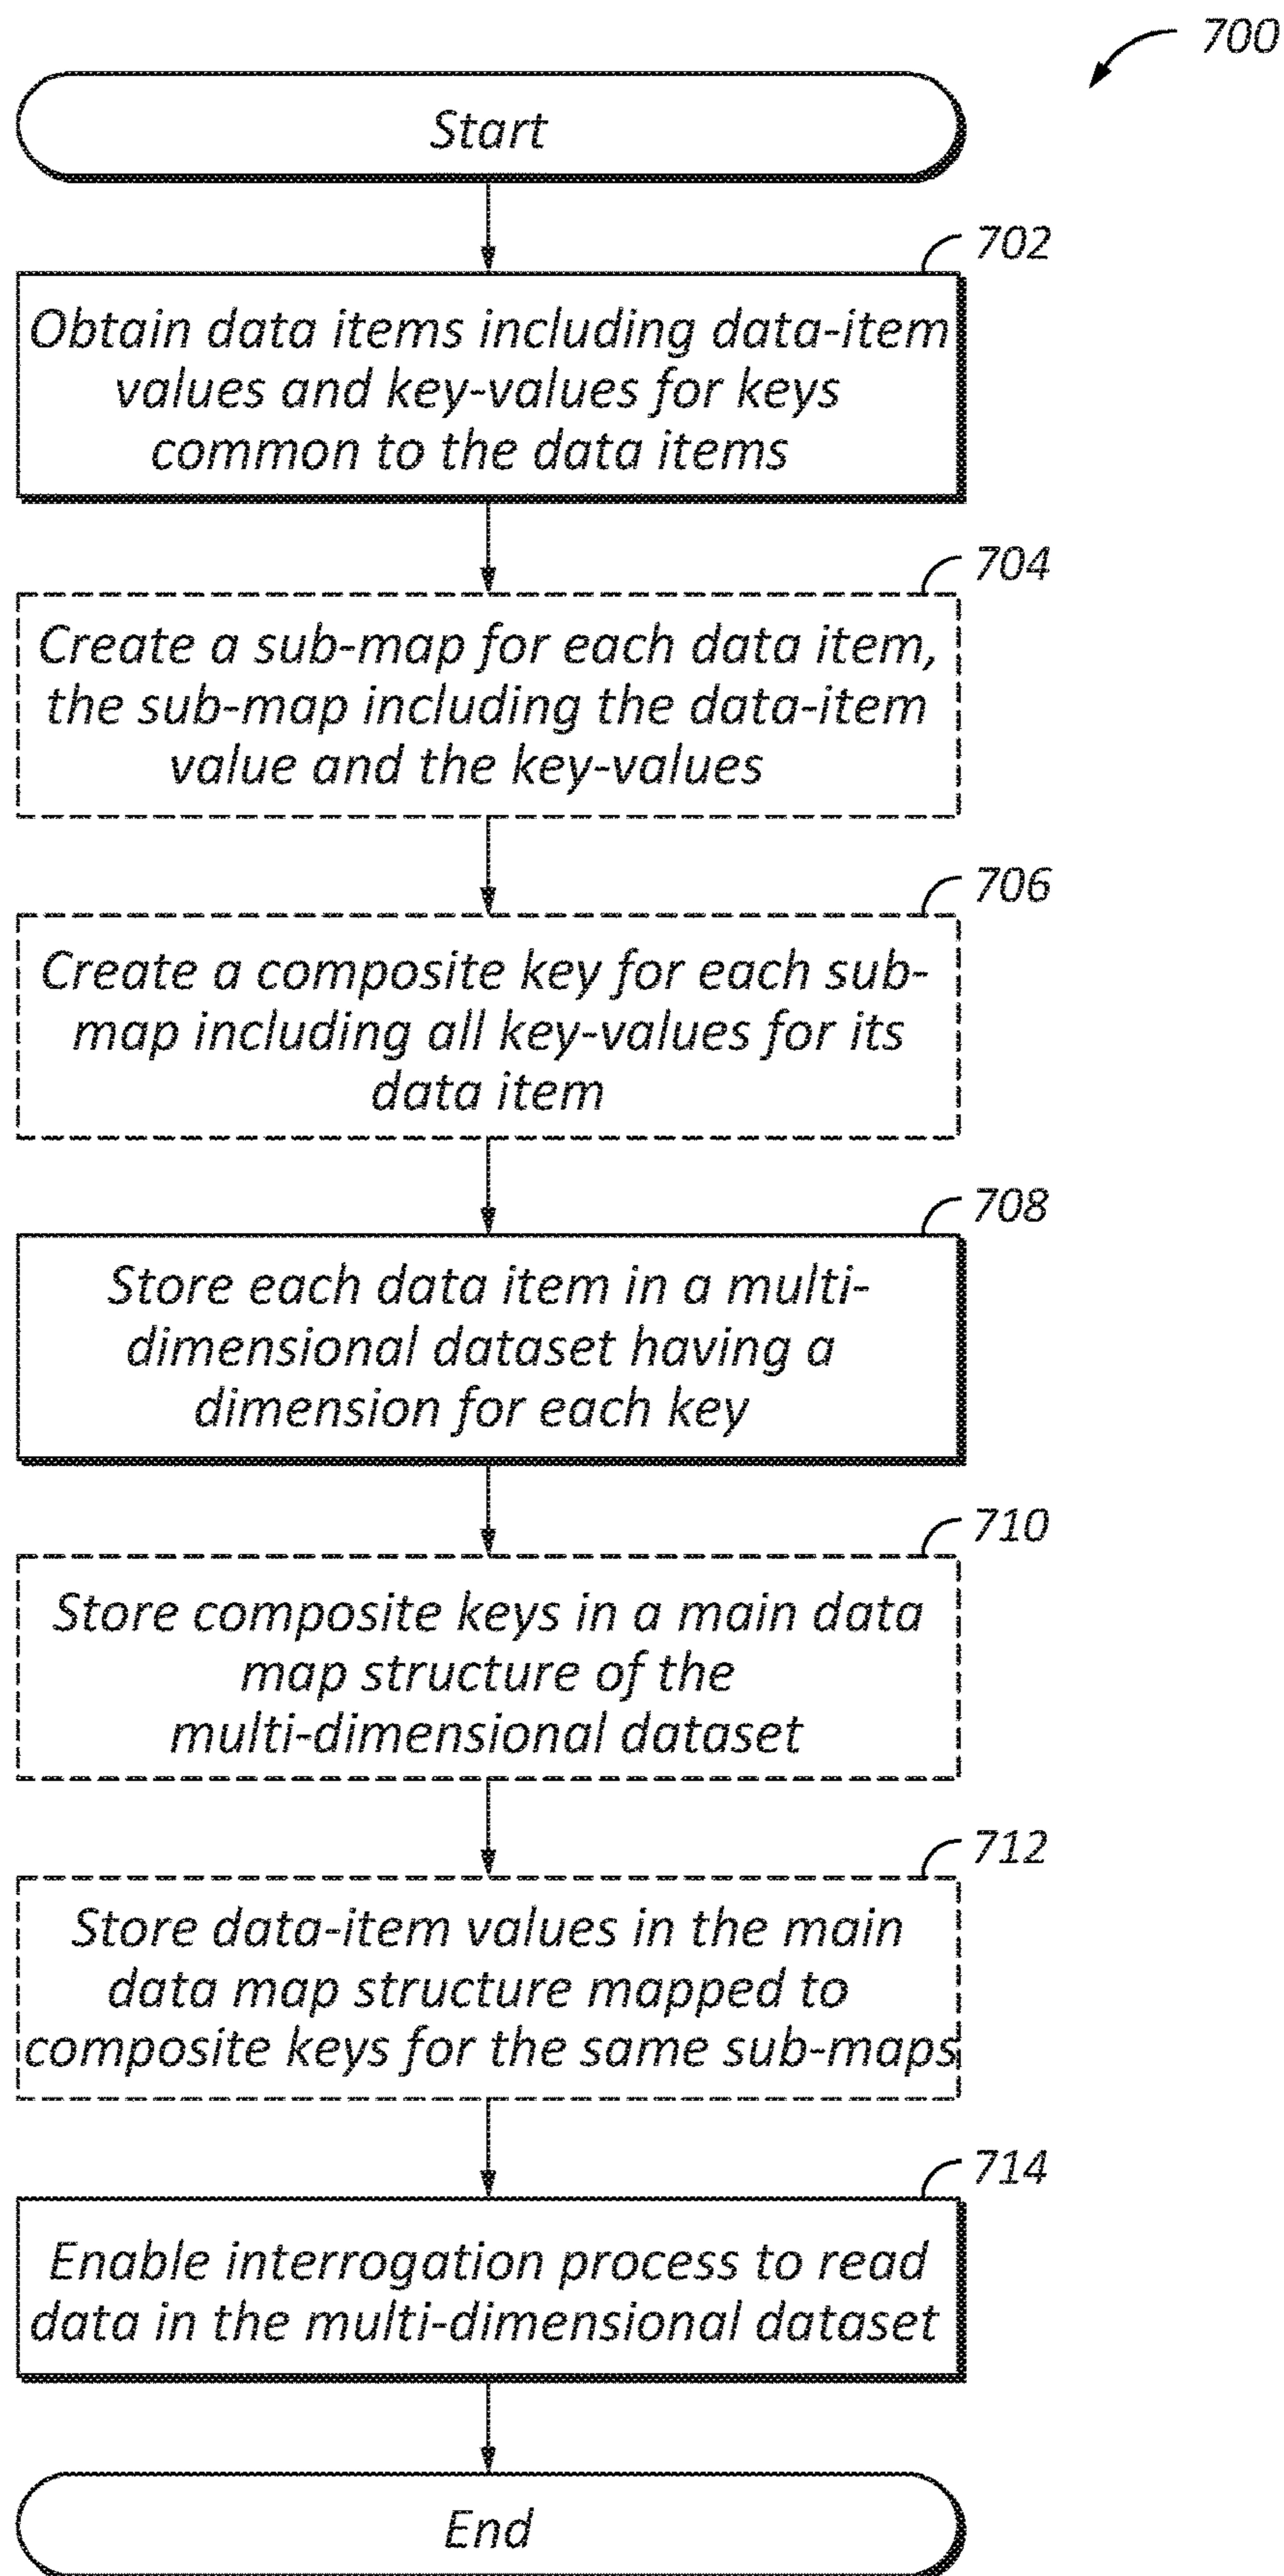 700
Start
702
Obtain data items including data-item
values and key-values for keys
common to the data items
704
Create a sub-map for each data item,
the sub-map including the data-item
value and the key-values
706
Create a composite key for each sub-
map including all key-values for its
data item
708
Store each data item in a multi-
dimensional dataset having a
dimension for each key
710
Store composite keys in a main data
map structure of the
multi-dimensional dataset
712
Store data-item values in the main
data map structure mapped to
composite keys for the same sub-maps
714
Enable interrogation process to read
data in the multi-dimensional dataset
End